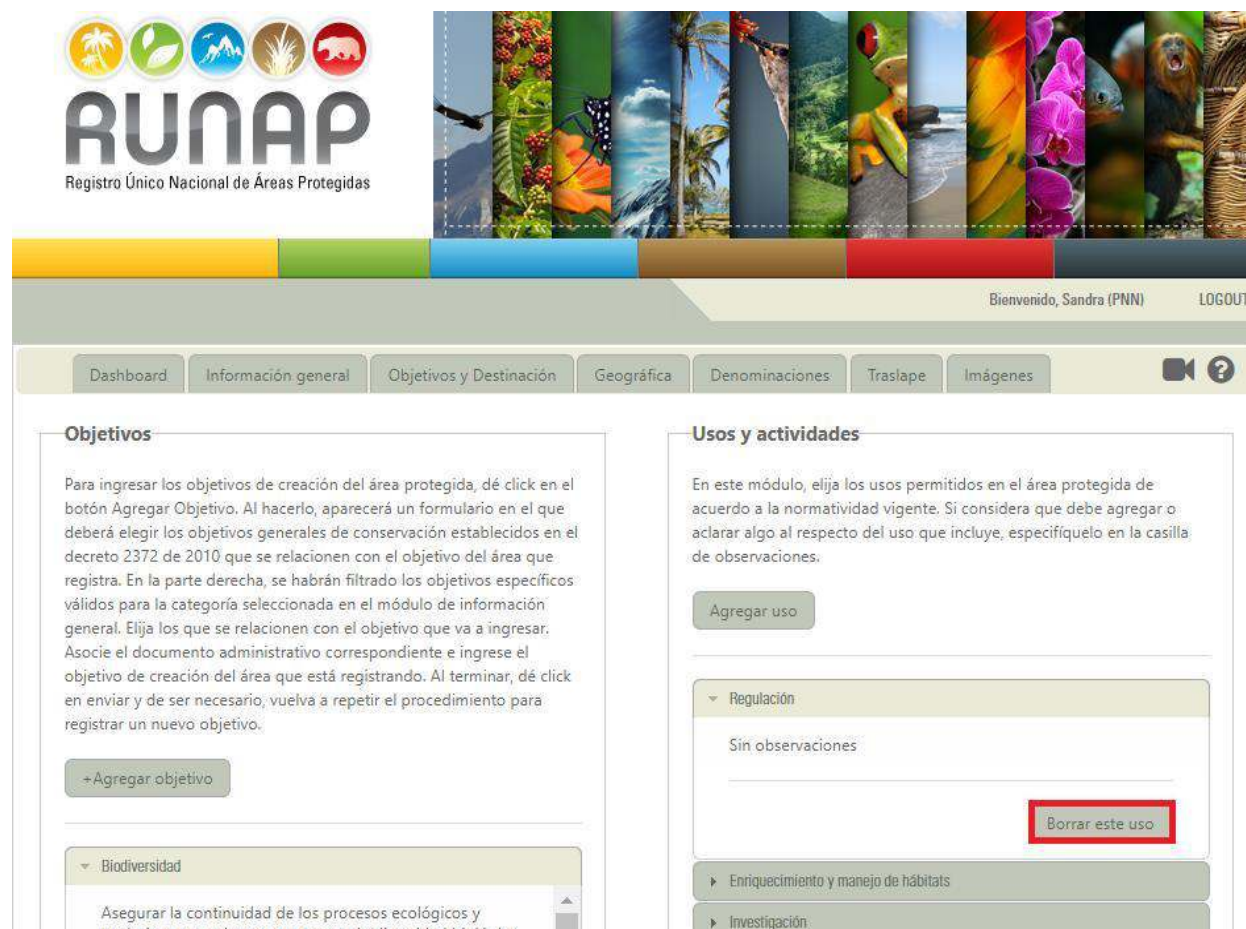 RUNAP
Registro Único Nacional de Áreas Protegidas
Bienvenido, Sandra (PNN) LOGOUT
Dashboard Información general Objetivos y Destinación Geográfica Denominaciones Traslape Imágenes
Objetivos
Para ingresar los objetivos de creación del área protegida, dé click en el
botón Agregar Objetivo. Al hacerlo, aparecerá un formulario en el que
deberá elegir los objetivos generales de conservación establecidos en el
decreto 2372 de 2010 que se relacionen con el objetivo del área que
registra. En la parte derecha, se habrán filtrado los objetivos específicos
válidos para la categoría seleccionada en el módulo de información
general. Elija los que se relacionen con el objetivo que va a ingresar.
Asocie el documento administrativo correspondiente e ingrese el
objetivo de creación del área que está registrando. Al terminar, dé click
en enviar y de ser necesario, vuelva a repetir el procedimiento para
registrar un nuevo objetivo.
+Agregar objetivo
Biodiversidad
Asegurar la continuidad de los procesos ecológicos y
Usos y actividades
En este módulo, elija los usos permitidos en el área protegida de
acuerdo a la normatividad vigente. Si considera que debe agregar o
aclarar algo al respecto del uso que incluye, especifíquelo en la casilla
de observaciones.
Agregar uso
Regulación
Sin observaciones
Borrar este uso
Enriquecimiento y manejo de hábitats
Investigación